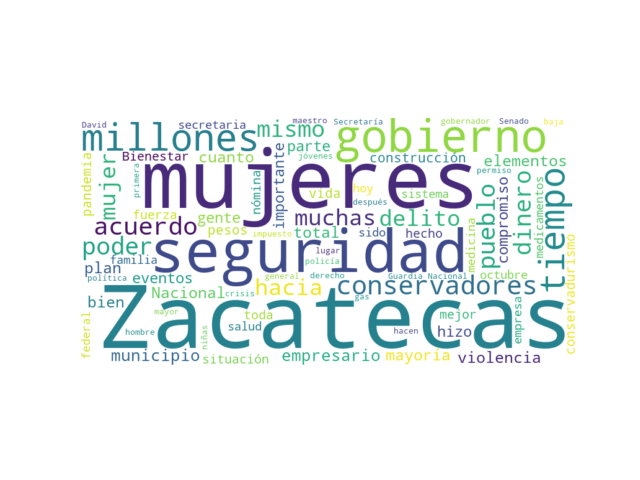 David secretaria maestro Secretaría gobernador Senado baja
millones mismo gobierno
Bienestar cuanto parte jóvenes construcción elementos
pandemia mujer mujeres nómina importante vida hoy sistema permiso
fuerza gente después compromiso medicamentos
acuerdo pesos muchas delito pueblo dinero tiempo
poder impuesto total hecho medicina conservadurismo
seguridad lugar policía
plan familia general, derecho Guardia Nacional octubre
política primera eventos crisis hacia gas conservadores empresa
bien Nacional mayor toda mejor
Zacatecas
federal hombre salud niñas hacen hizo
municipio situación empresario mayoría violencia